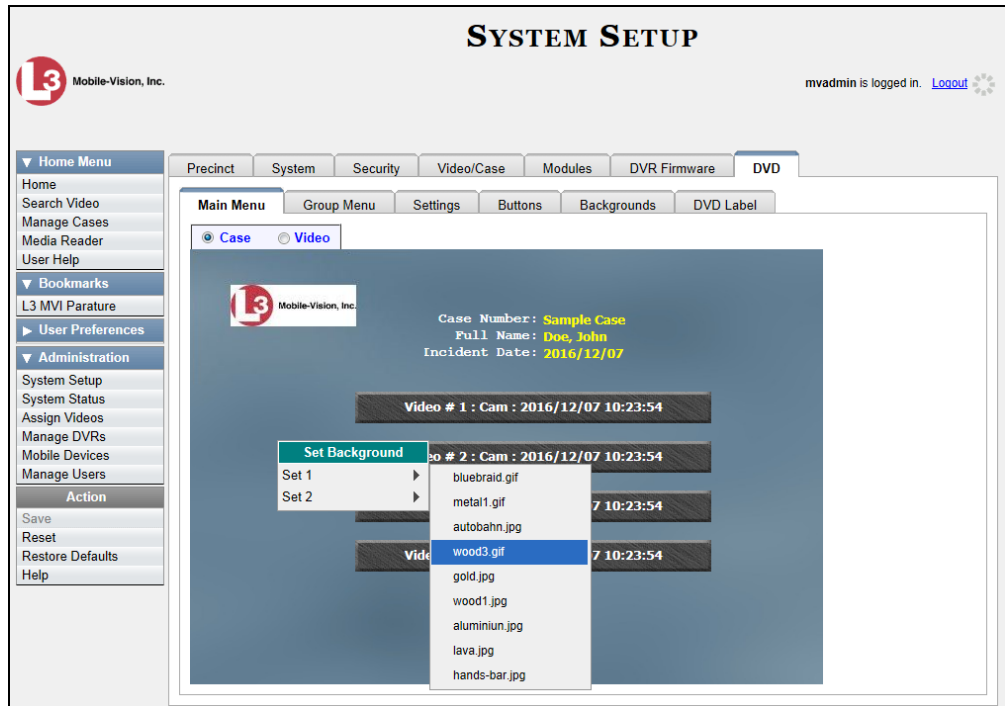 SYSTEM SETUP
L3 Mobile-Vision, Inc.
mvadmin is logged in. Logout
Home Menu
Home
Search Video
Manage Cases
Media Reader
User Help
Bookmarks
L3 MVI Parature
User Preferences
Administration
System Setup
System Status
Assign Videos
Manage DVRs
Mobile Devices
Manage Users
Action
Save
Reset
Restore Defaults
Help
Precinct System Security Video/Case Modules DVR Firmware DVD
Main Menu Group Menu Settings Buttons Backgrounds DVD Label
Case Video
L3 Mobile-Vision, Inc.
Case Number: Sample Case
Full Name: Doe, John
Incident Date: 2016/12/07
Video # 1 : Cam : 2016/12/07 10:23:54
eo # 2 : Cam : 2016/12/07 10:23:54
7 10:23:54
Vide 7 10:23:54
Set Background
Set 1
Set 2
bluebraid.gif
metal1.gif
autobahn.jpg
wood3.gif
gold.jpg
wood1.jpg
aluminiun.jpg
lava.jpg
hands-bar.jpg